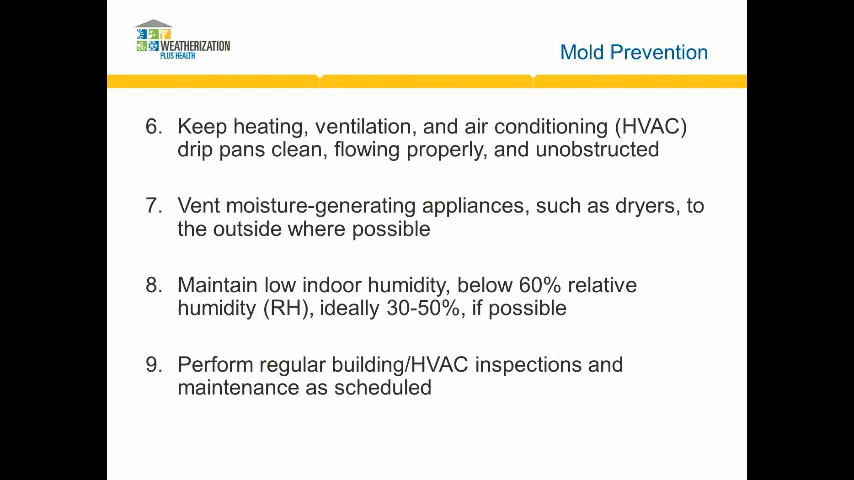 WEATHERIZATION
PLUS HEALTH
Mold Prevention
6. Keep heating, ventilation, and air conditioning (HVAC)
drip pans clean, flowing properly, and unobstructed
7. Vent moisture-generating appliances, such as dryers, to
the outside where possible
8. Maintain low indoor humidity, below 60% relative
humidity (RH), ideally 30-50%, if possible
9. Perform regular building/HVAC inspections and
maintenance as scheduled